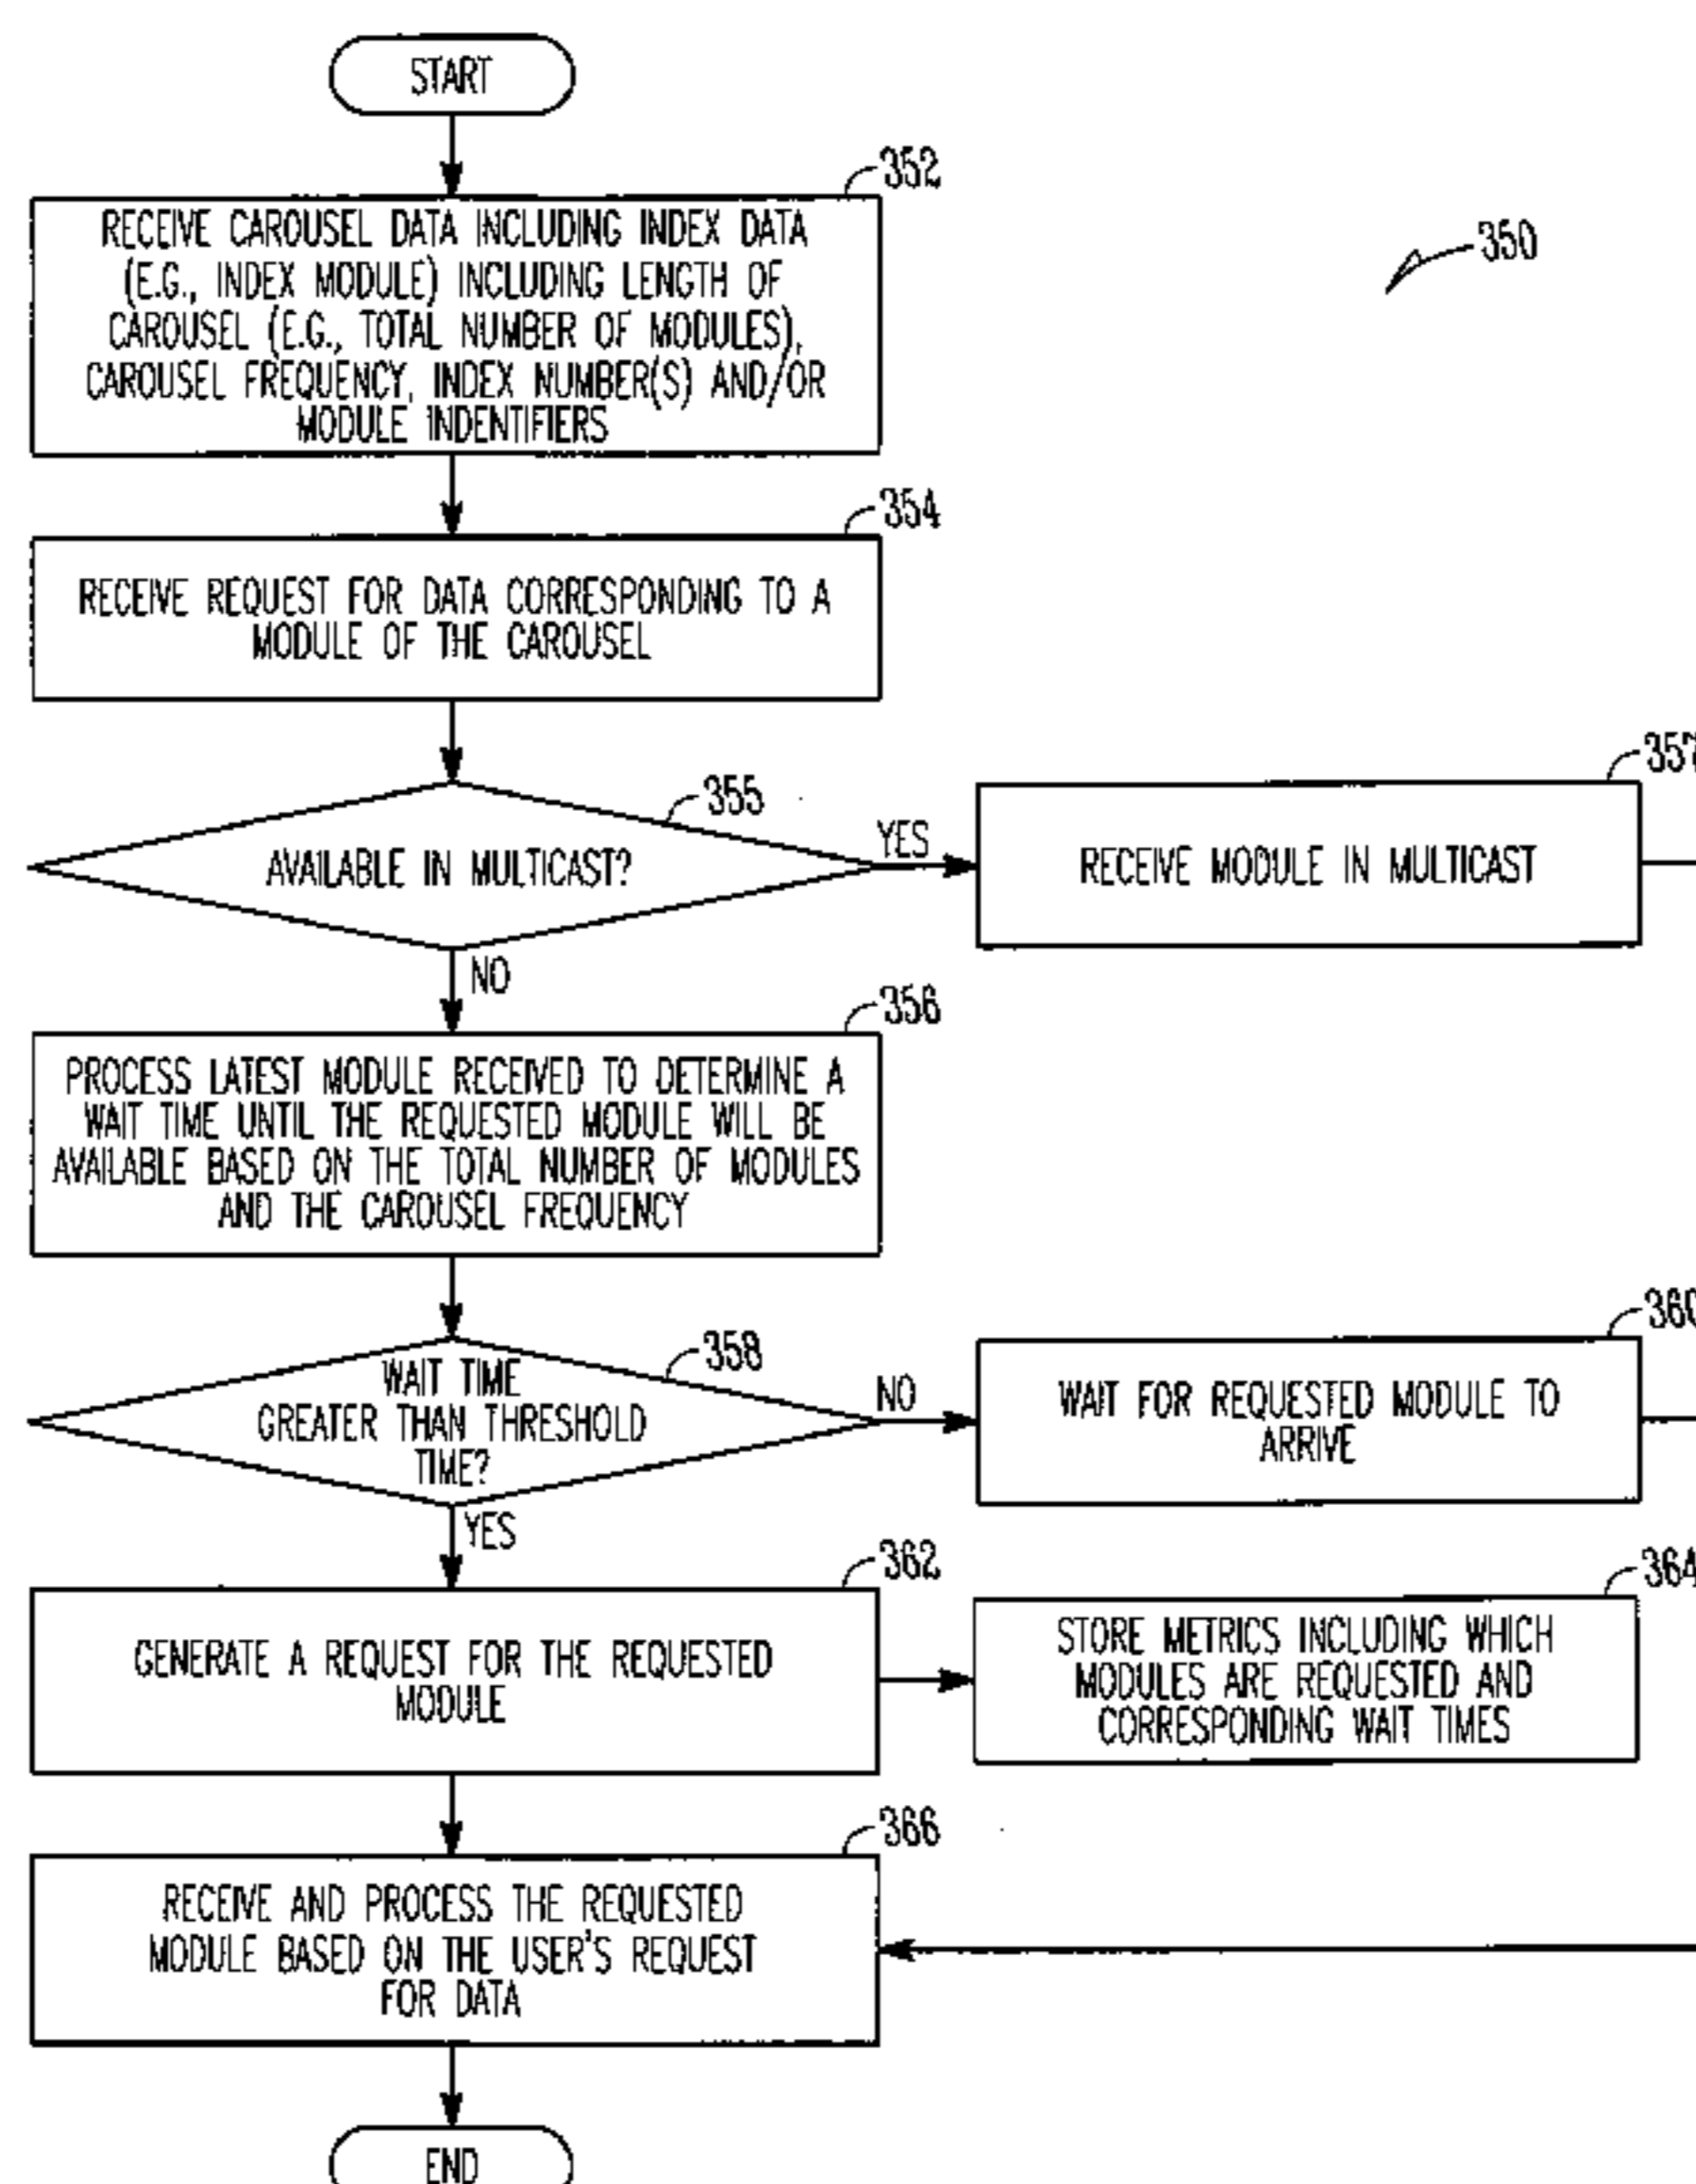 START
352
RECEIVE CAROUSEL DATA INCLUDING INDEX DATA
(E.G., INDEX MODULE) INCLUDING LENGTH OF
CAROUSEL (E.G., TOTAL NUMBER OF MODULES),
CAROUSEL FREQUENCY, INDEX NUMBER(S) AND/OR
MODULE INDENTIFIERS
350
354
RECEIVE REQUEST FOR DATA CORRESPONDING TO A
MODULE OF THE CAROUSEL
355
AVAILABLE IN MULTICAST?
YES
357
RECEIVE MODULE IN MULTICAST
NO
356
PROCESS LATEST MODULE RECEIVED TO DETERMINE A
WAIT TIME UNTIL THE REQUESTED MODULE WILL BE
AVAILABLE BASED ON THE TOTAL NUMBER OF MODULES
AND THE CAROUSEL FREQUENCY
358
WAIT TIME
GREATER THAN THRESHOLD
TIME?
NO
360
WAIT FOR REQUESTED MODULE TO
ARRIVE
YES
362
GENERATE A REQUEST FOR THE REQUESTED
MODULE
364
STORE METRICS INCLUDING WHICH
MODULES ARE REQUESTED AND
CORRESPONDING WAIT TIMES
366
RECEIVE AND PROCESS THE REQUESTED
MODULE BASED ON THE USER'S REQUEST
FOR DATA
END